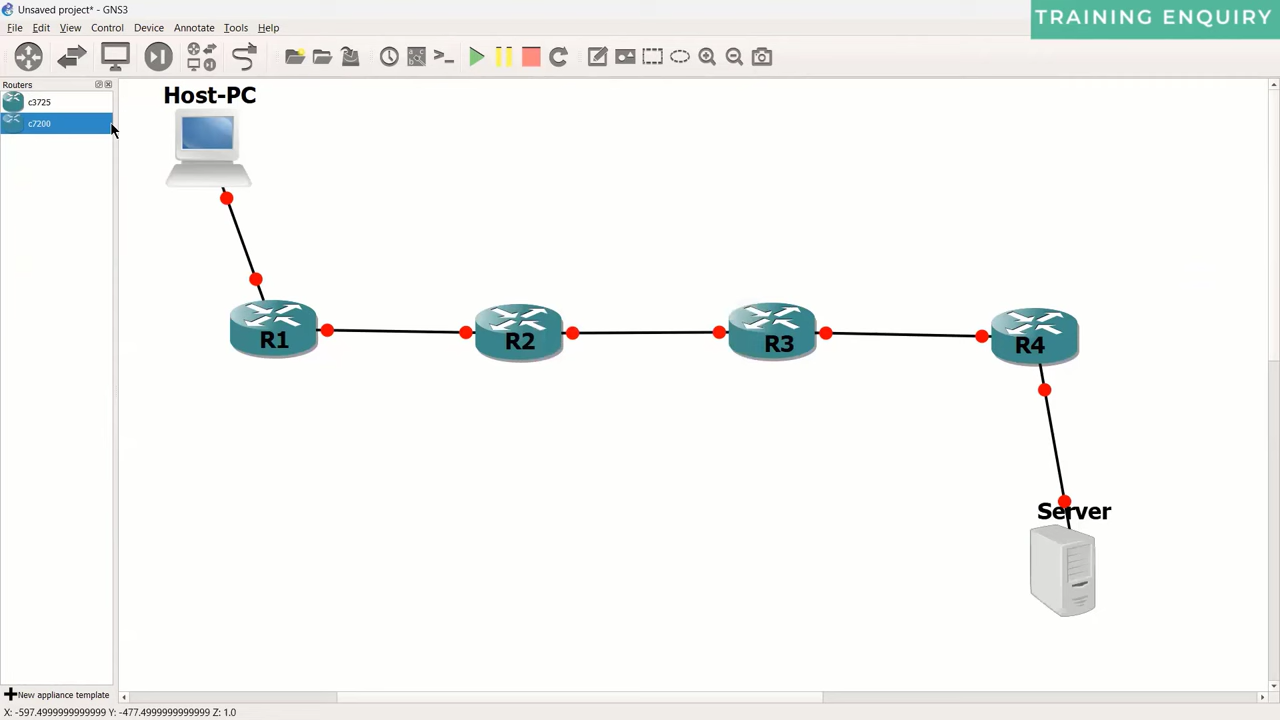 Unsaved project* - GNS3
TRAINING ENQUIRY
File Edit View Control Device Annotate Tools Help
Routers
c3725
c7200
Host-PC
R1
R2
R3
R4
Server
New appliance template
X: -597.4999999999999 Y: -477.4999999999999 Z: 1.0